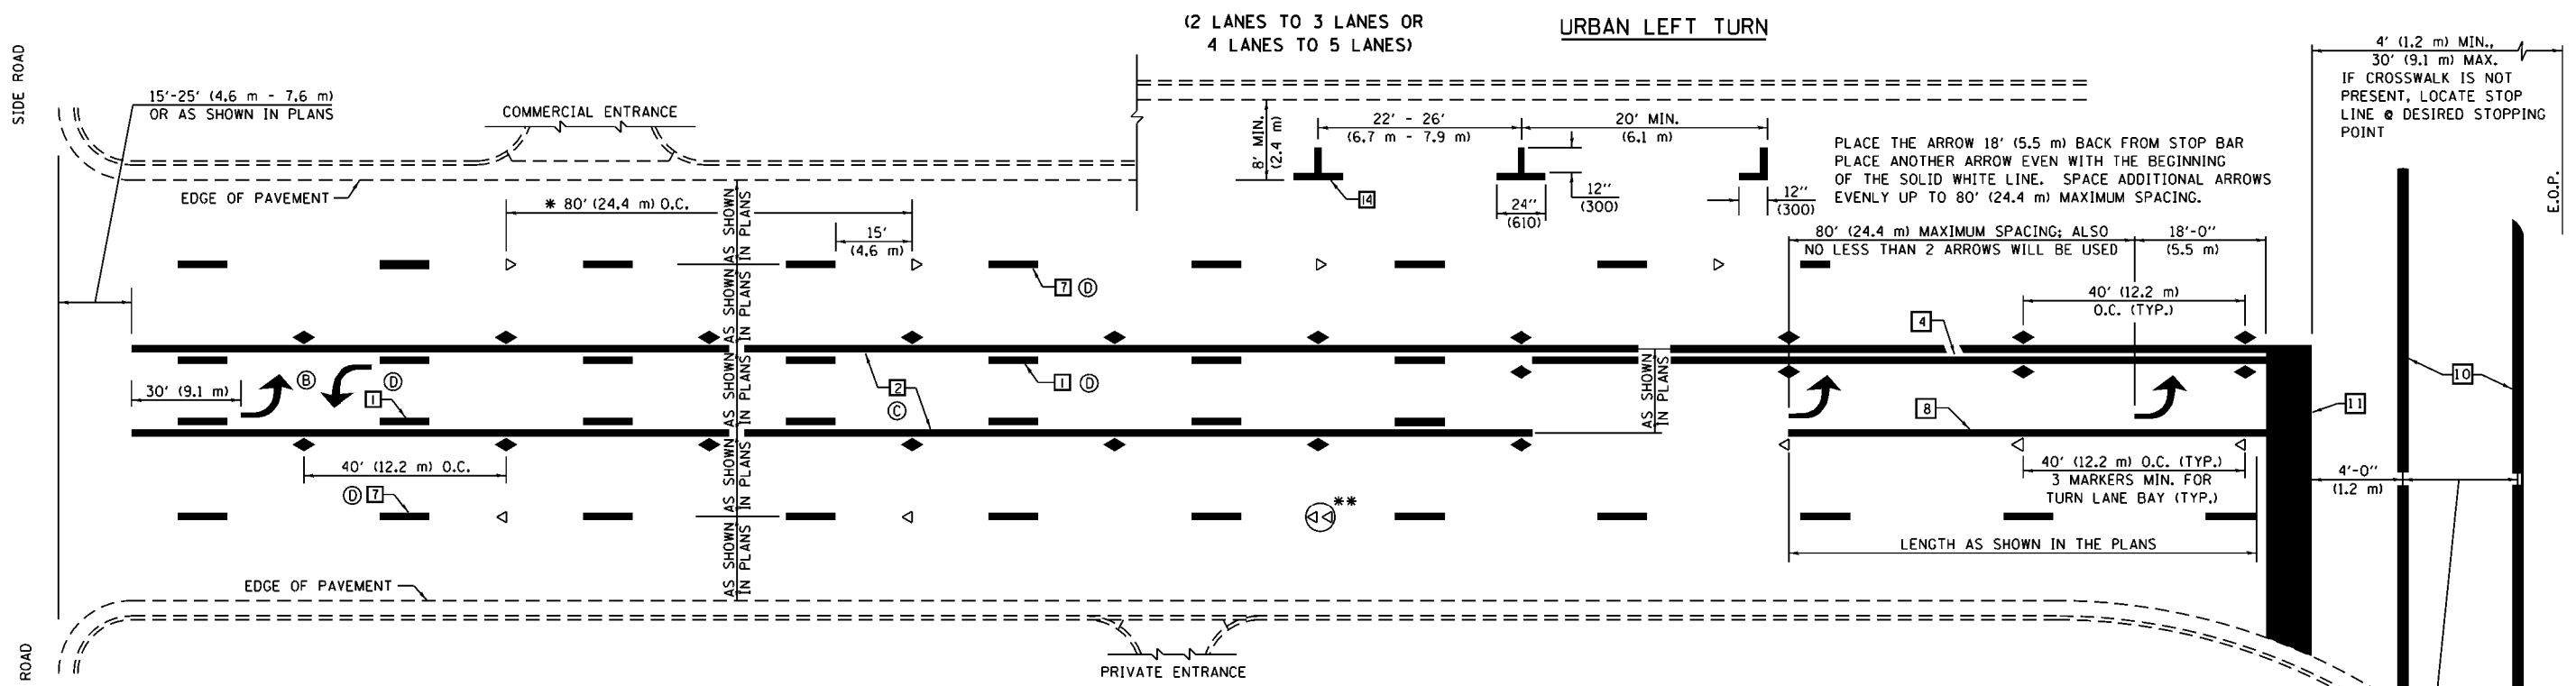 (2 LANES TO 3 LANES OR
4 LANES TO 5 LANES)
URBAN LEFT TURN
SIDE ROAD
15'-25' (4.6 m - 7.6 m)
OR AS SHOWN IN PLANS
COMMERCIAL ENTRANCE
EDGE OF PAVEMENT
* 80' (24.4 m) O.C.
15'
(4.6 m)
8' MIN.
(2.4 m)
22' - 26'
(6.7 m - 7.9 m)
20' MIN.
(6.1 m)
14
24"
(610)
12"
(300)
12"
(300)
4' (1.2 m) MIN.,
30' (9.1 m) MAX.
IF CROSSWALK IS NOT
PRESENT, LOCATE STOP
LINE @ DESIRED STOPPING
POINT
E.O.P.
PLACE THE ARROW 18' (5.5 m) BACK FROM STOP BAR
PLACE ANOTHER ARROW EVEN WITH THE BEGINNING
OF THE SOLID WHITE LINE. SPACE ADDITIONAL ARROWS
EVENLY UP TO 80' (24.4 m) MAXIMUM SPACING.
80' (24.4 m) MAXIMUM SPACING; ALSO
NO LESS THAN 2 ARROWS WILL BE USED
18'-0"
(5.5 m)
AS SHOWN
IN PLANS
7 D
40' (12.2 m)
O.C. (TYP.)
4
AS SHOWN
IN PLANS
30' (9.1 m)
B
D
1
AS SHOWN
IN PLANS
1 D
2
C
AS SHOWN
IN PLANS
8
11
10
40' (12.2 m) O.C.
D 7
AS SHOWN
IN PLANS
**
40' (12.2 m) O.C. (TYP.)
3 MARKERS MIN. FOR
TURN LANE BAY (TYP.)
4'-0"
(1.2 m)
LENGTH AS SHOWN IN THE PLANS
EDGE OF PAVEMENT
AS SHOWN
IN PLANS
PRIVATE ENTRANCE
ROAD